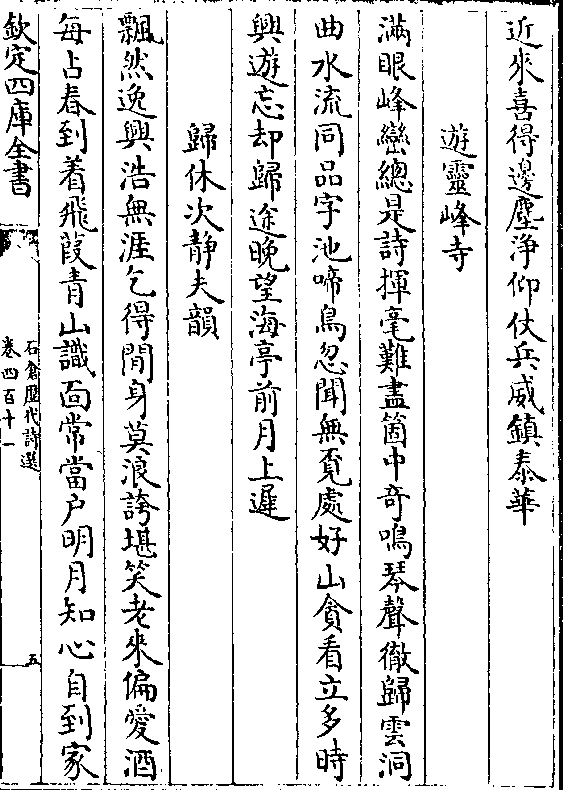 近來喜得邊塵淨仰仗兵威鎮泰華
遊靈峰寺
滿眼峰巒總是詩揮毫難盡箇中奇鳴琴聲徹歸雲洞
曲水流同品字池啼鳥忽聞無覓處好山貪看立多時
興遊忘却歸途晚望海亭前月上遲
歸休次靜夫韻
飄然逸興浩無涯乞得閒身莫浪誇堪笑老來偏愛酒
每占春到着飛葭青山識面常當户明月知心自到家
欽定四庫全書
石倉歷代詩選
卷四百十一
五